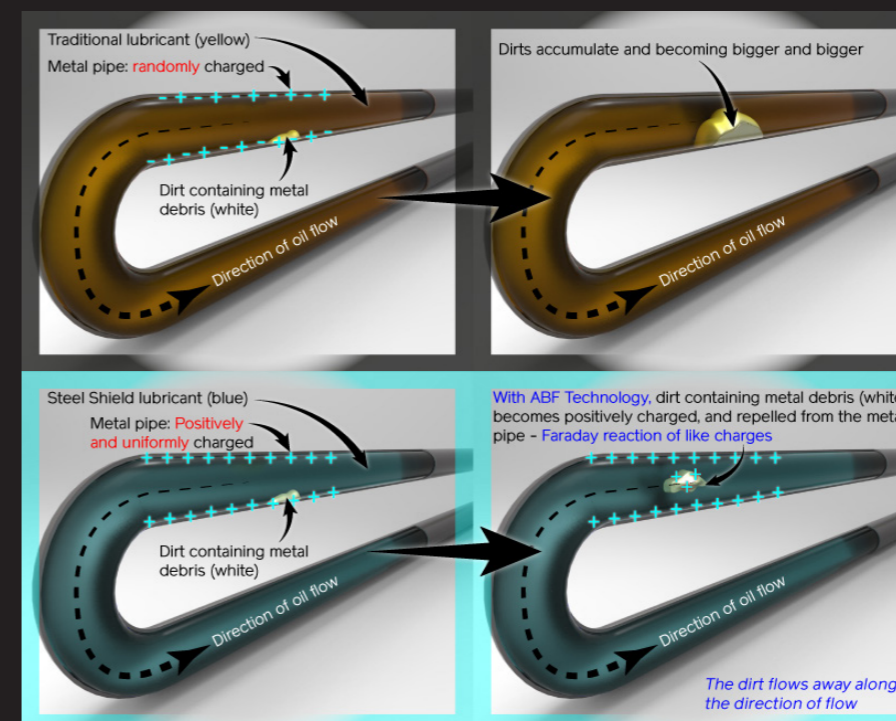 Traditional lubricant (yellow)
Metal pipe: randomly charged
Dirt containing metal
debris (white)
Direction of oil flow
Dirts accumulate and becoming bigger and bigger
Direction of oil flow
Steel Shield lubricant (blue)
Metal pipe: Positively
and uniformly charged
Dirt containing metal
debris (white)
Direction of oil flow
With ABF Technology, dirt containing metal debris (white
becomes positively charged, and repelled from the meta
pipe - Faraday reaction of like charges
Direction of oil flow
The dirt flows away along
the direction of flow